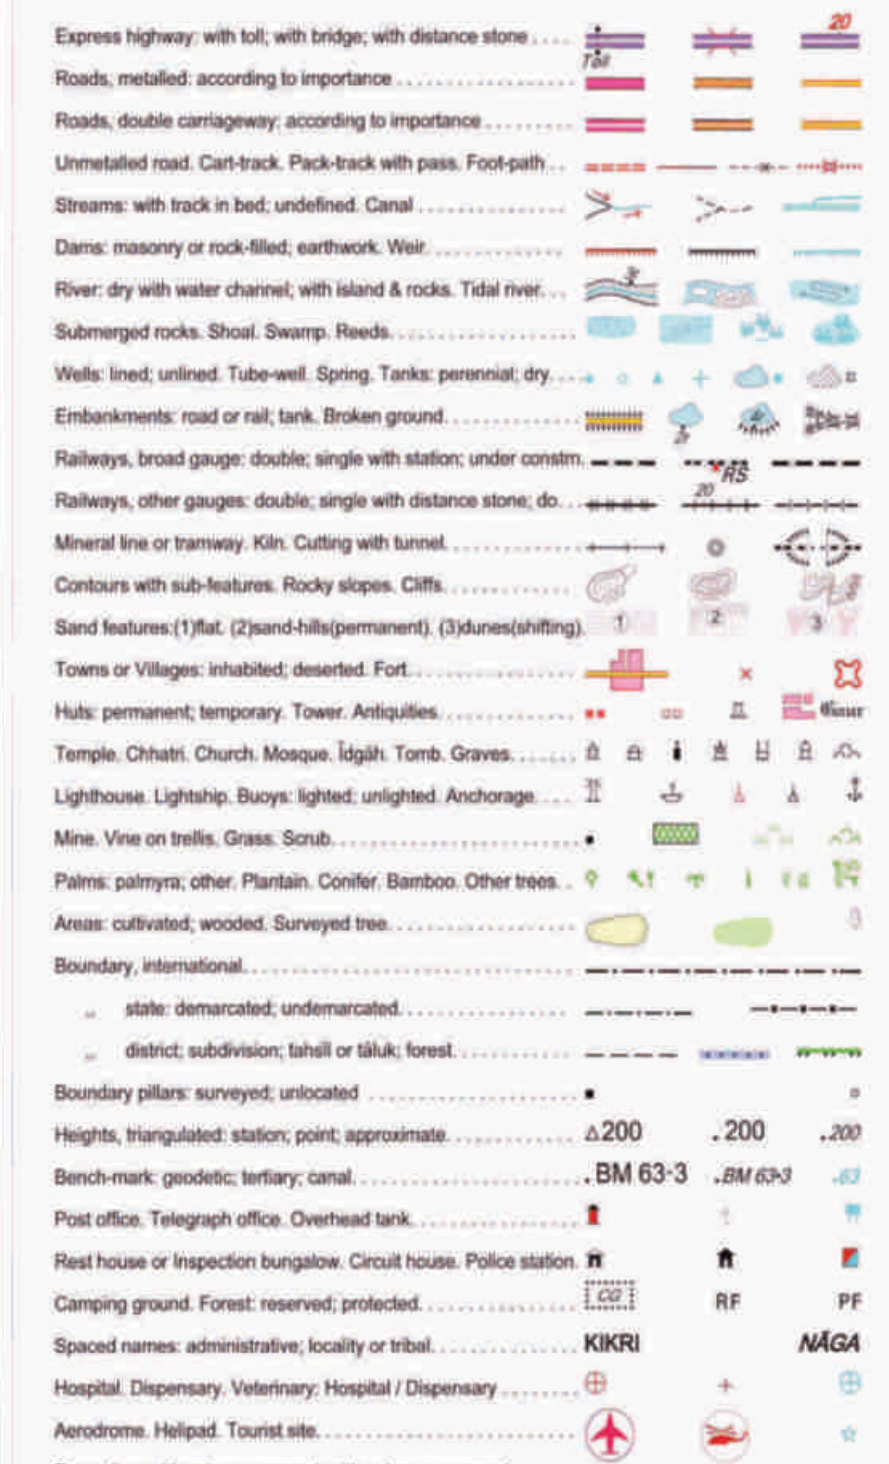 20
Express highway: with toll; with bridge; with distance stone
Toll
Roads, metalled: according to importance
Roads, double carriageway: according to importance
Unmetalled road. Cart-track. Pack-track with pass. Foot-path
Streams: with track in bed; undefined. Canal
Dams: masonry or rock-filled; earthwork. Weir
River: dry with water channel; with island & rocks. Tidal river
Submerged rocks. Shoal. Swamp. Reeds
Wells: lined; unlined. Tube-well. Spring. Tanks: perennial; dry
Embankments: road or rail; tank. Broken ground
Railways, broad gauge: double; single with station; under constrn. RS
Railways, other gauges: double; single with distance stone; do 20
Mineral line or tramway. Kiln. Cutting with tunnel
Contours with sub-features. Rocky slopes. Cliffs
Sand features:(1)flat. (2)sand-hills(permanent). (3)dunes(shifting). 1 2 3
Towns or Villages: inhabited; deserted. Fort
Huts: permanent; temporary. Tower. Antiquities Gaur
Temple. Chhatri. Church. Mosque. Īdgāh. Tomb. Graves
Lighthouse. Lightship. Buoys: lighted; unlighted. Anchorage
Mine. Vine on trellis. Grass. Scrub
Palms: palmyra; other. Plantain. Conifer. Bamboo. Other trees
Areas: cultivated; wooded. Surveyed tree
Boundary, international
„ state: demarcated; undemarcated
„ district; subdivision; tahsīl or tāluk; forest
Boundary pillars: surveyed; unlocated
Heights, triangulated: station; point; approximate △200 .200 .200
Bench-mark: geodetic; tertiary; canal .BM 63·3 .BM 63·3 .63
Post office. Telegraph office. Overhead tank
Rest house or Inspection bungalow. Circuit house. Police station.
Camping ground. Forest: reserved; protected CG RF PF
Spaced names: administrative; locality or tribal KIKRI NĀGA
Hospital. Dispensary. Veterinary: Hospital / Dispensary
Aerodrome. Helipad. Tourist site